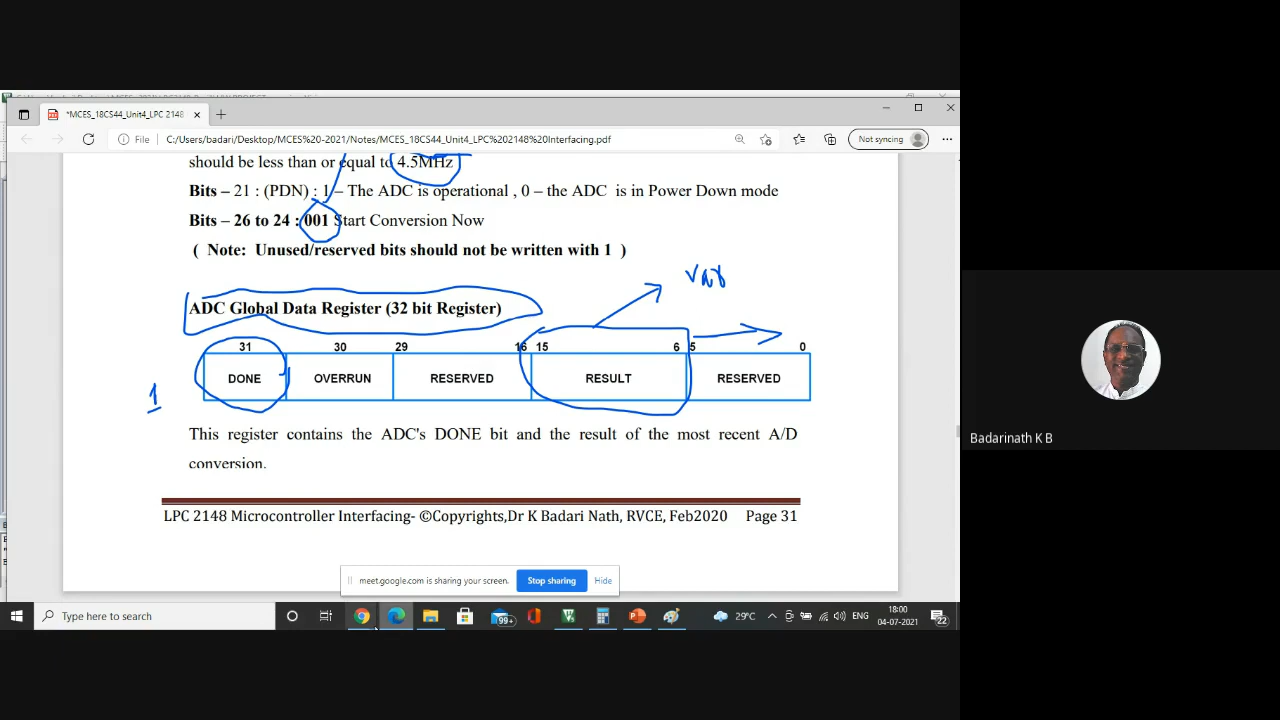 *MCES_18CS44_Unit4_LPC 2148
File C:/Users/badari/Desktop/MCES%20-2021/Notes/MCES_18CS44_Unit4_LPC%202148%20Interfacing.pdf Not syncing
should be less than or equal to 4.5MHz
Bits – 21 : (PDN) : 1 – The ADC is operational , 0 – the ADC is in Power Down mode
Bits – 26 to 24 : 001 Start Conversion Now
( Note: Unused/reserved bits should not be written with 1 )
ADC Global Data Register (32 bit Register)
31 30 29 16 15 6 5 0
DONE OVERRUN RESERVED RESULT RESERVED
1
This register contains the ADC's DONE bit and the result of the most recent A/D
conversion.
LPC 2148 Microcontroller Interfacing- ©Copyrights,Dr K Badari Nath, RVCE, Feb2020 Page 31
meet.google.com is sharing your screen. Stop sharing Hide
Type here to search 99+ 29°C ENG 18:00
04-07-2021 22
Badarinath K B